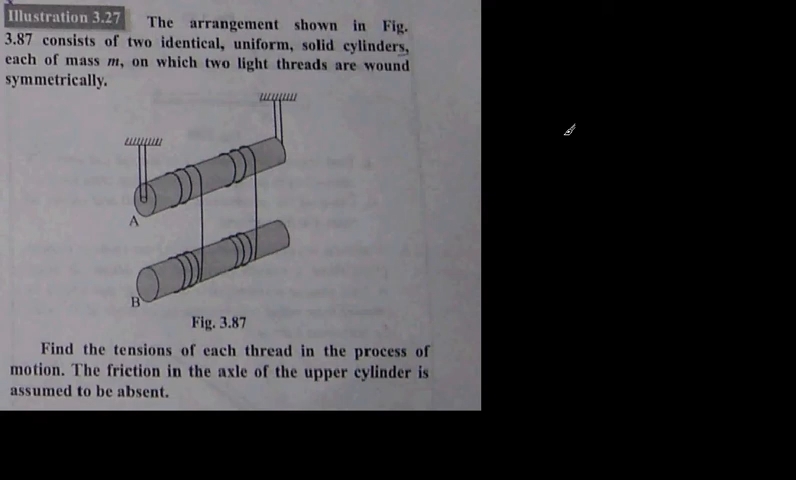 Illustration 3.27 The arrangement shown in Fig.
3.87 consists of two identical, uniform, solid cylinders,
each of mass m, on which two light threads are wound
symmetrically.
A
B
Fig. 3.87
Find the tensions of each thread in the process of
motion. The friction in the axle of the upper cylinder is
assumed to be absent.